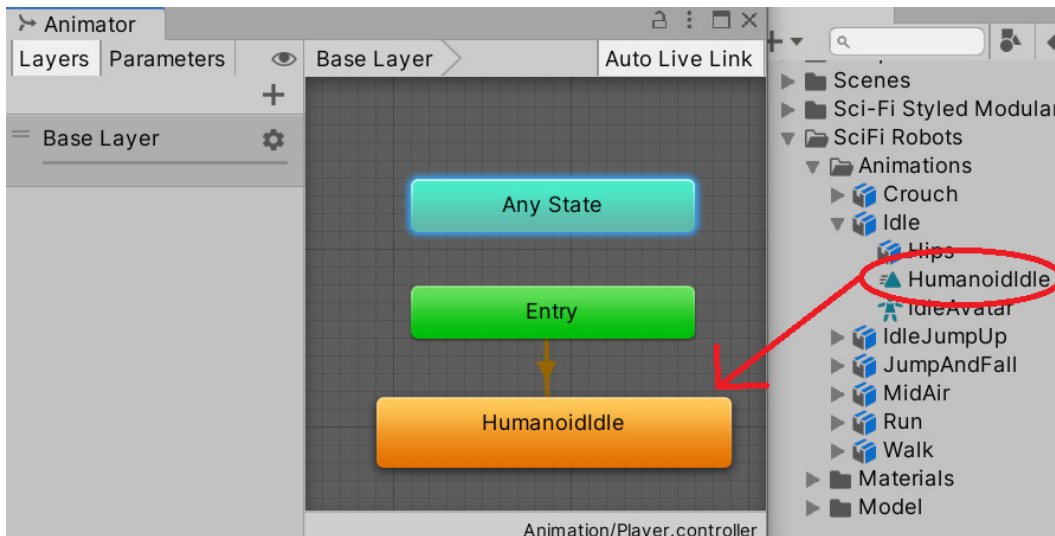 Animator
Layers Parameters
Base Layer
Auto Live Link
Base Layer
Any State
Entry
HumanoidIdle
Animation/Player.controller
Scenes
Sci-Fi Styled Modular
SciFi Robots
Animations
Crouch
Idle
Hips
HumanoidIdle
IdleAvatar
IdleJumpUp
JumpAndFall
MidAir
Run
Walk
Materials
Model